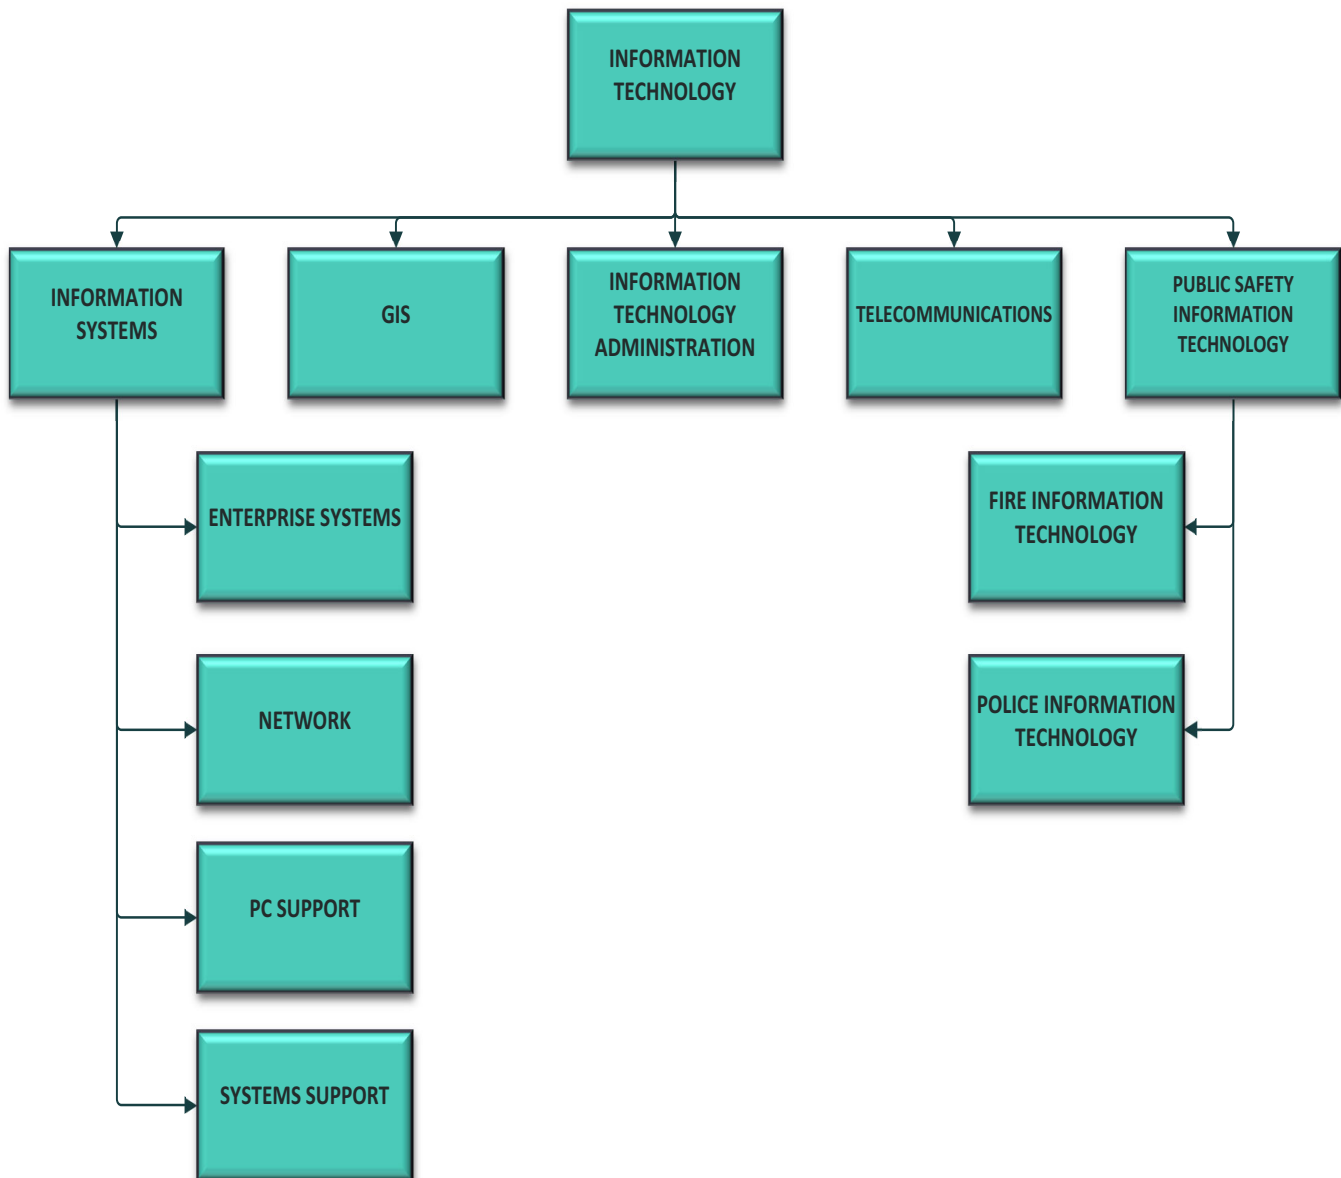 INFORMATION
TECHNOLOGY
INFORMATION
SYSTEMS
GIS
INFORMATION
TECHNOLOGY
ADMINISTRATION
TELECOMMUNICATIONS
PUBLIC SAFETY
INFORMATION
TECHNOLOGY
ENTERPRISE SYSTEMS
FIRE INFORMATION
TECHNOLOGY
NETWORK
POLICE INFORMATION
TECHNOLOGY
PC SUPPORT
SYSTEMS SUPPORT